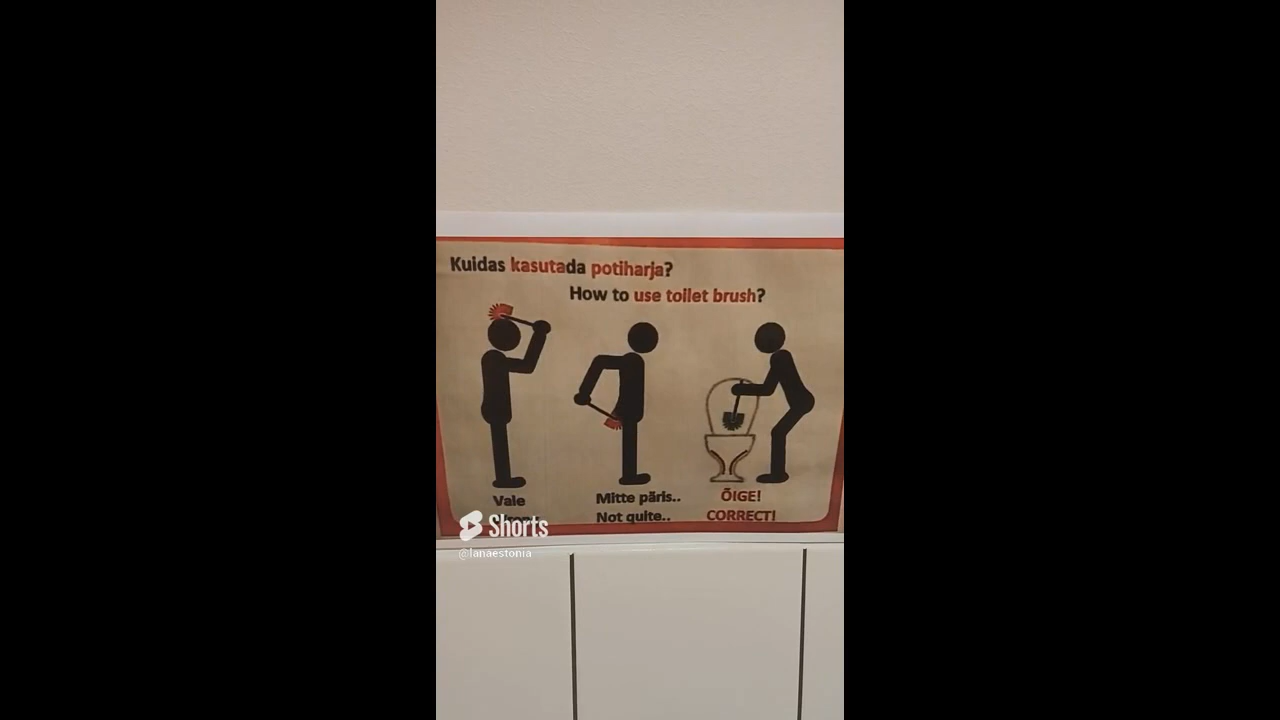 Kuidas kasutada potiharja?
How to use toilet brush?
Vale
Mitte päris..
ÕIGE!
Not quite..
CORRECT!
Shorts
@lanaestonia